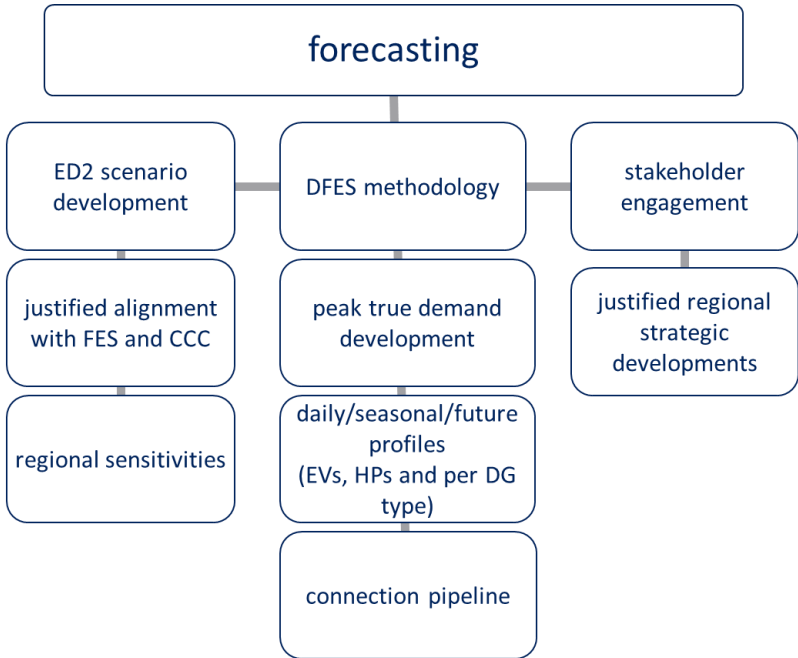 forecasting
ED2 scenario
development
DFES methodology
stakeholder
engagement
justified alignment
with FES and CCC
peak true demand
development
justified regional
strategic
developments
regional sensitivities
daily/seasonal/future
profiles
(EVs, HPs and per DG
type)
connection pipeline